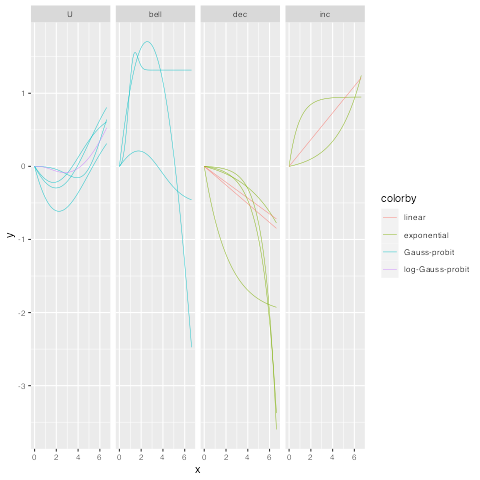 U bell dec inc
1
0
-1
-2
-3
y
0 2 4 6 0 2 4 6 0 2 4 6 0 2 4 6
x
colorby
linear
exponential
Gauss-probit
log-Gauss-probit